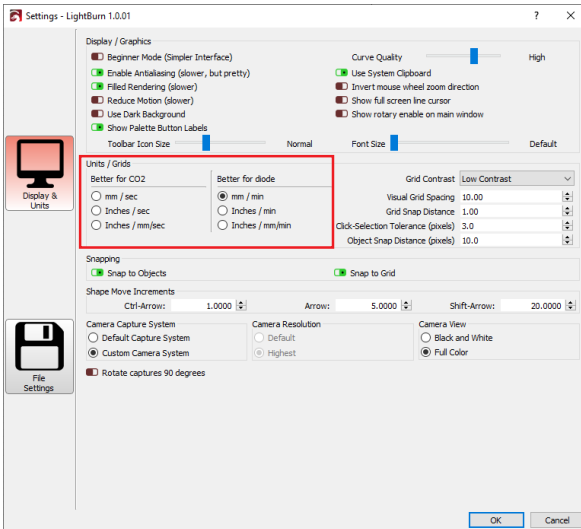 Settings - LightBurn 1.0.01
Display / Graphics
Beginner Mode (Simpler Interface)
Curve Quality High
Enable Antialiasing (slower, but pretty)
Use System Clipboard
Filled Rendering (slower)
Invert mouse wheel zoom direction
Reduce Motion (slower)
Show full screen line cursor
Use Dark Background
Show rotary enable on main window
Show Palette Button Labels
Toolbar Icon Size Normal
Font Size Default
Display & Units
Units / Grids
Better for CO2
mm / sec
Inches / sec
Inches / mm/sec
Better for diode
mm / min
Inches / min
Inches / mm/min
Grid Contrast Low Contrast
Visual Grid Spacing 10.00
Grid Snap Distance 1.00
Click-Selection Tolerance (pixels) 3.0
Object Snap Distance (pixels) 10.0
Snapping
Snap to Objects
Snap to Grid
Shape Move Increments
Ctrl-Arrow: 1.0000
Arrow: 5.0000
Shift-Arrow: 20.0000
File Settings
Camera Capture System
Default Capture System
Custom Camera System
Camera Resolution
Default
Highest
Camera View
Black and White
Full Color
Rotate captures 90 degrees
OK
Cancel